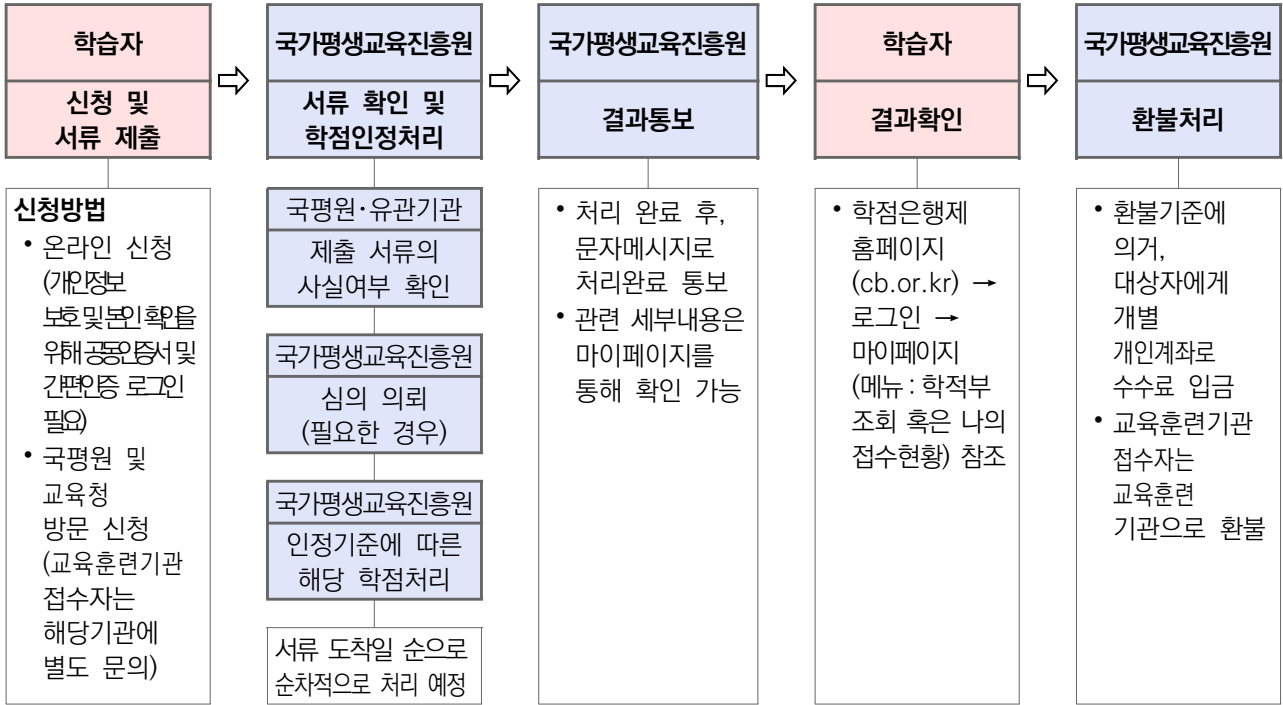 학습자
신청 및
서류 제출
신청방법
• 온라인 신청
(개인정보
보호 및 본인 확인을
위해 공동인증서 및
간편인증 로그인
필요)
• 국평원 및
교육청
방문 신청
(교육훈련기관
접수자는
해당기관에
별도 문의)
⇨
국가평생교육진흥원
서류 확인 및
학점인정처리
국평원·유관기관
제출 서류의
사실여부 확인
국가평생교육진흥원
심의 의뢰
(필요한 경우)
국가평생교육진흥원
인정기준에 따른
해당 학점처리
서류 도착일 순으로
순차적으로 처리 예정
⇨
국가평생교육진흥원
결과통보
• 처리 완료 후,
문자메시지로
처리완료 통보
• 관련 세부내용은
마이페이지를
통해 확인 가능
⇨
학습자
결과확인
• 학점은행제
홈페이지
(cb.or.kr) →
로그인 →
마이페이지
(메뉴 : 학적부
조회 혹은 나의
접수현황) 참조
⇨
국가평생교육진흥원
환불처리
• 환불기준에
의거,
대상자에게
개별
개인계좌로
수수료 입금
• 교육훈련기관
접수자는
교육훈련
기관으로 환불